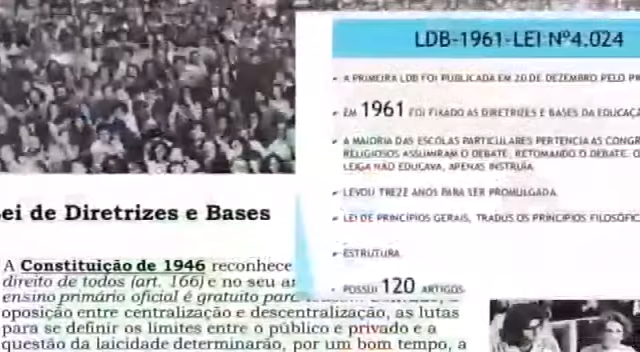 LDB-1961-LEI Nº4.024
A PRIMEIRA LDB FOI PUBLICADA EM 20 DE DEZEMBRO PELO
EM 1961 FOI FIXADO AS DIRETRIZES E BASES DA
A MAIORIA DAS ESCOLAS PARTICULARES PERTENCIA AS
RELIGIOSOS ASSUMIRAM O DEBATE, RETOMANDO O DEBATE.
LEIGA NÃO EDUCAVA, APENAS INSTRUÍA.
LEVOU TREZE ANOS PARA SER PROMULGADA.
LEI DE PRINCÍPIOS GERAIS, TRADUS OS PRINCÍPIOS
ESTRUTURA.
POSSUI 120 ARTIGOS
Lei de Diretrizes e Bases
A Constituição de 1946 reconhece
direito de todos (art. 166) e no seu
ensino primário oficial é gratuito
oposição entre centralização e descentralização, as lutas
para se definir os limites entre o público e privado e a
questão da laicidade determinarão, por um bom tempo, a